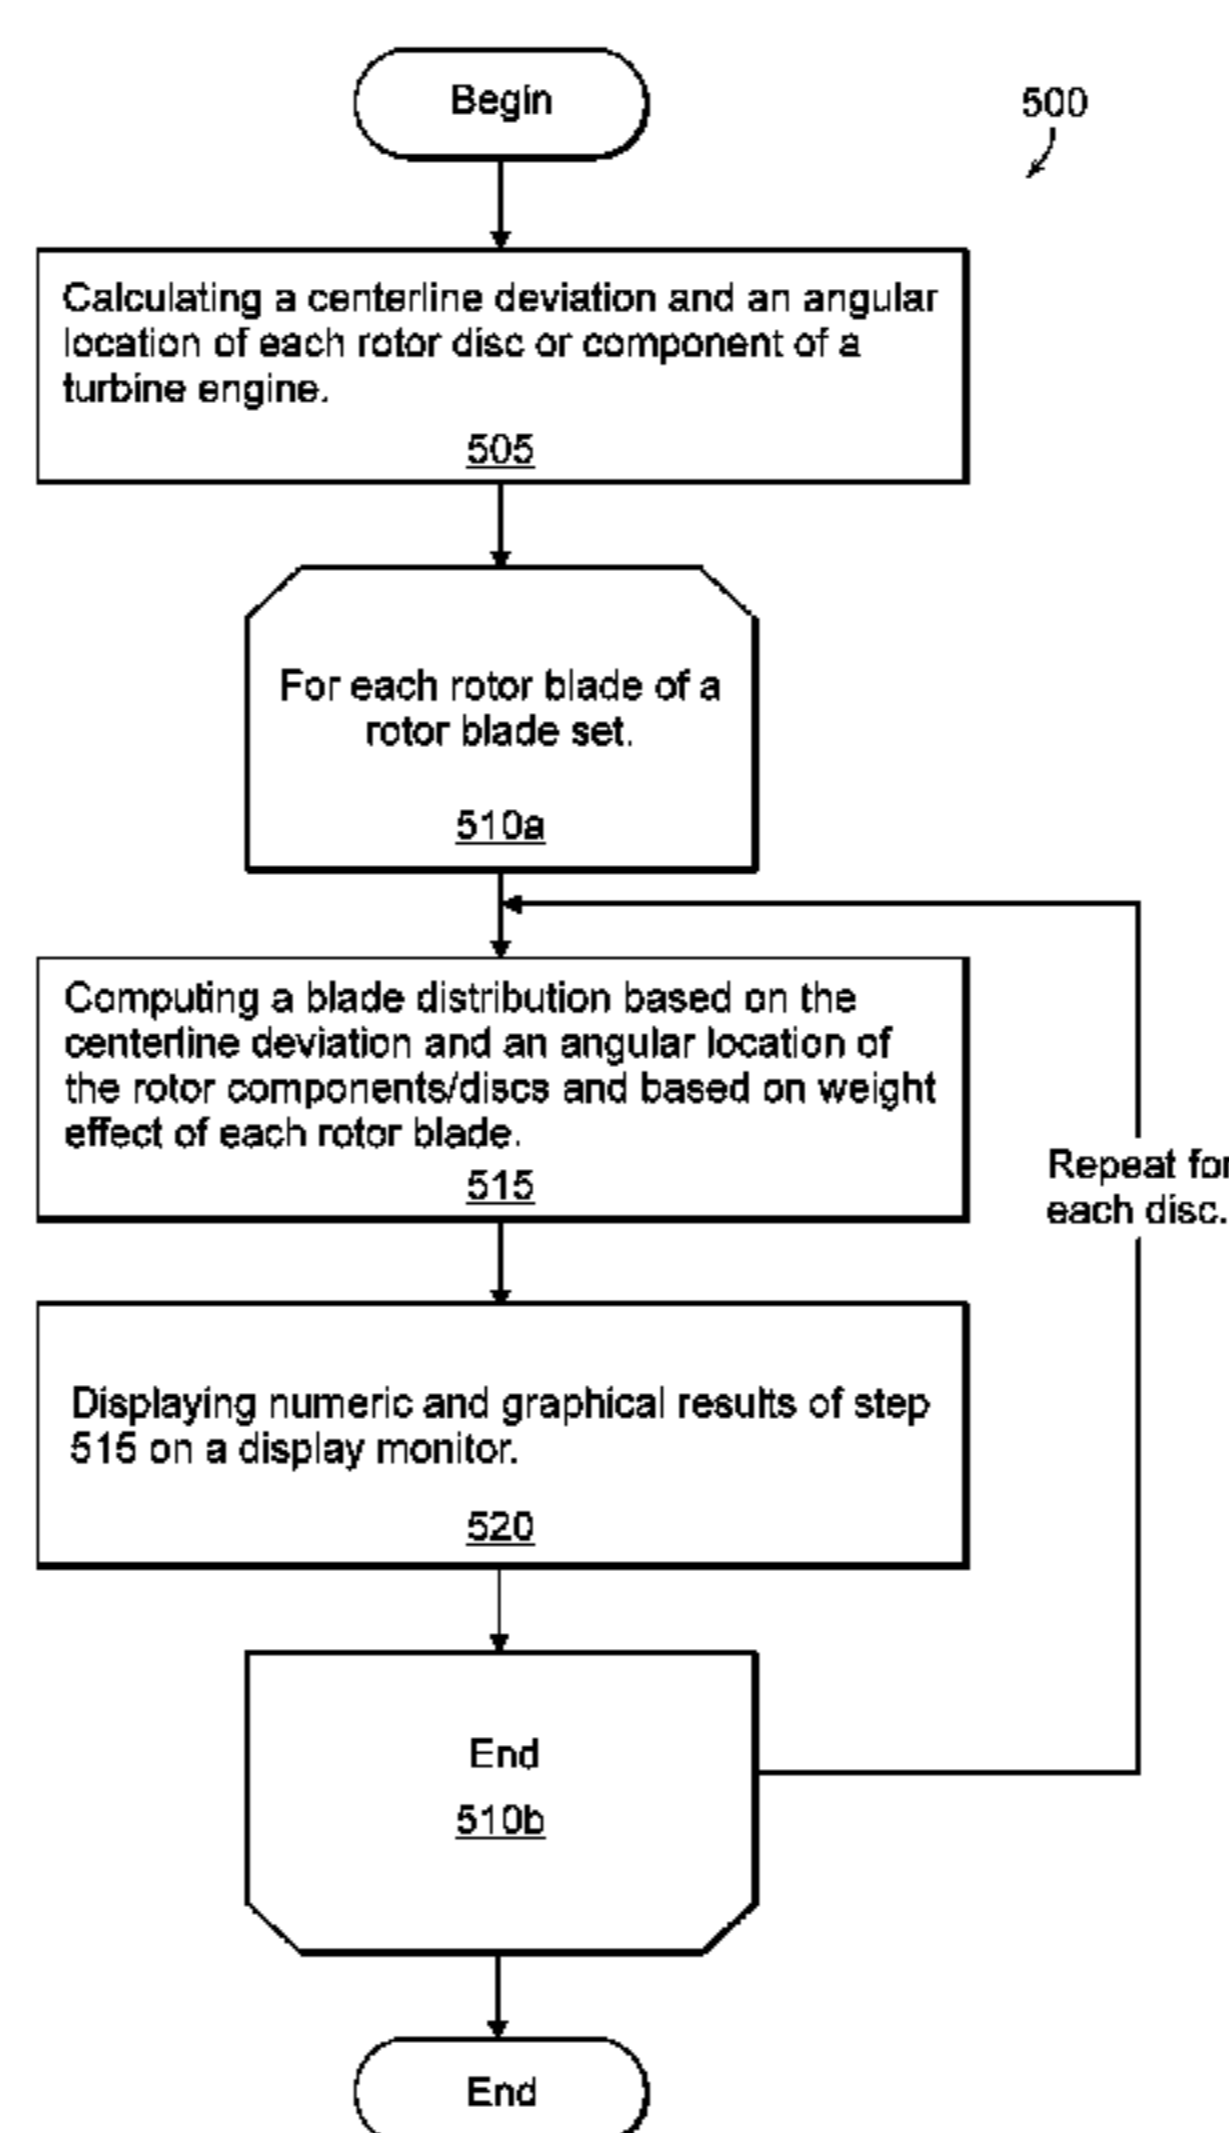 Begin
500
Calculating a centerline deviation and an angular
location of each rotor disc or component of a
turbine engine.
505
For each rotor blade of a
rotor blade set.
510a
Computing a blade distribution based on the
centerline deviation and an angular location of
the rotor components/discs and based on weight
effect of each rotor blade.
515
Repeat for
each disc.
Displaying numeric and graphical results of step
515 on a display monitor.
520
End
510b
End